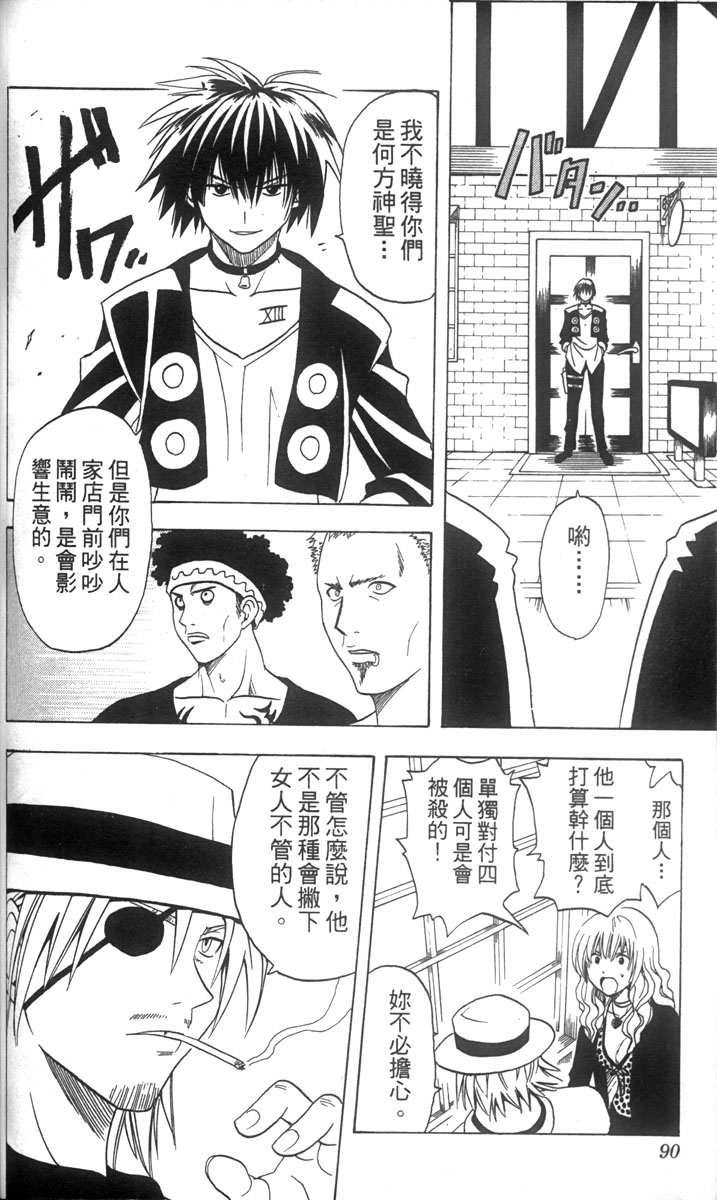 バタンッ
喲……
我不曉得你們
是何方神聖…
ザワッ
XIII
但是你們在人
家店門前吵吵
鬧鬧，是會影
響生意的。
那個人…
他一個人到底
打算幹什麼？
單獨對付四
個人可是會
被殺的！
妳不必擔心。
不管怎麼說，他
不是那種會撇下
女人不管的人。
90